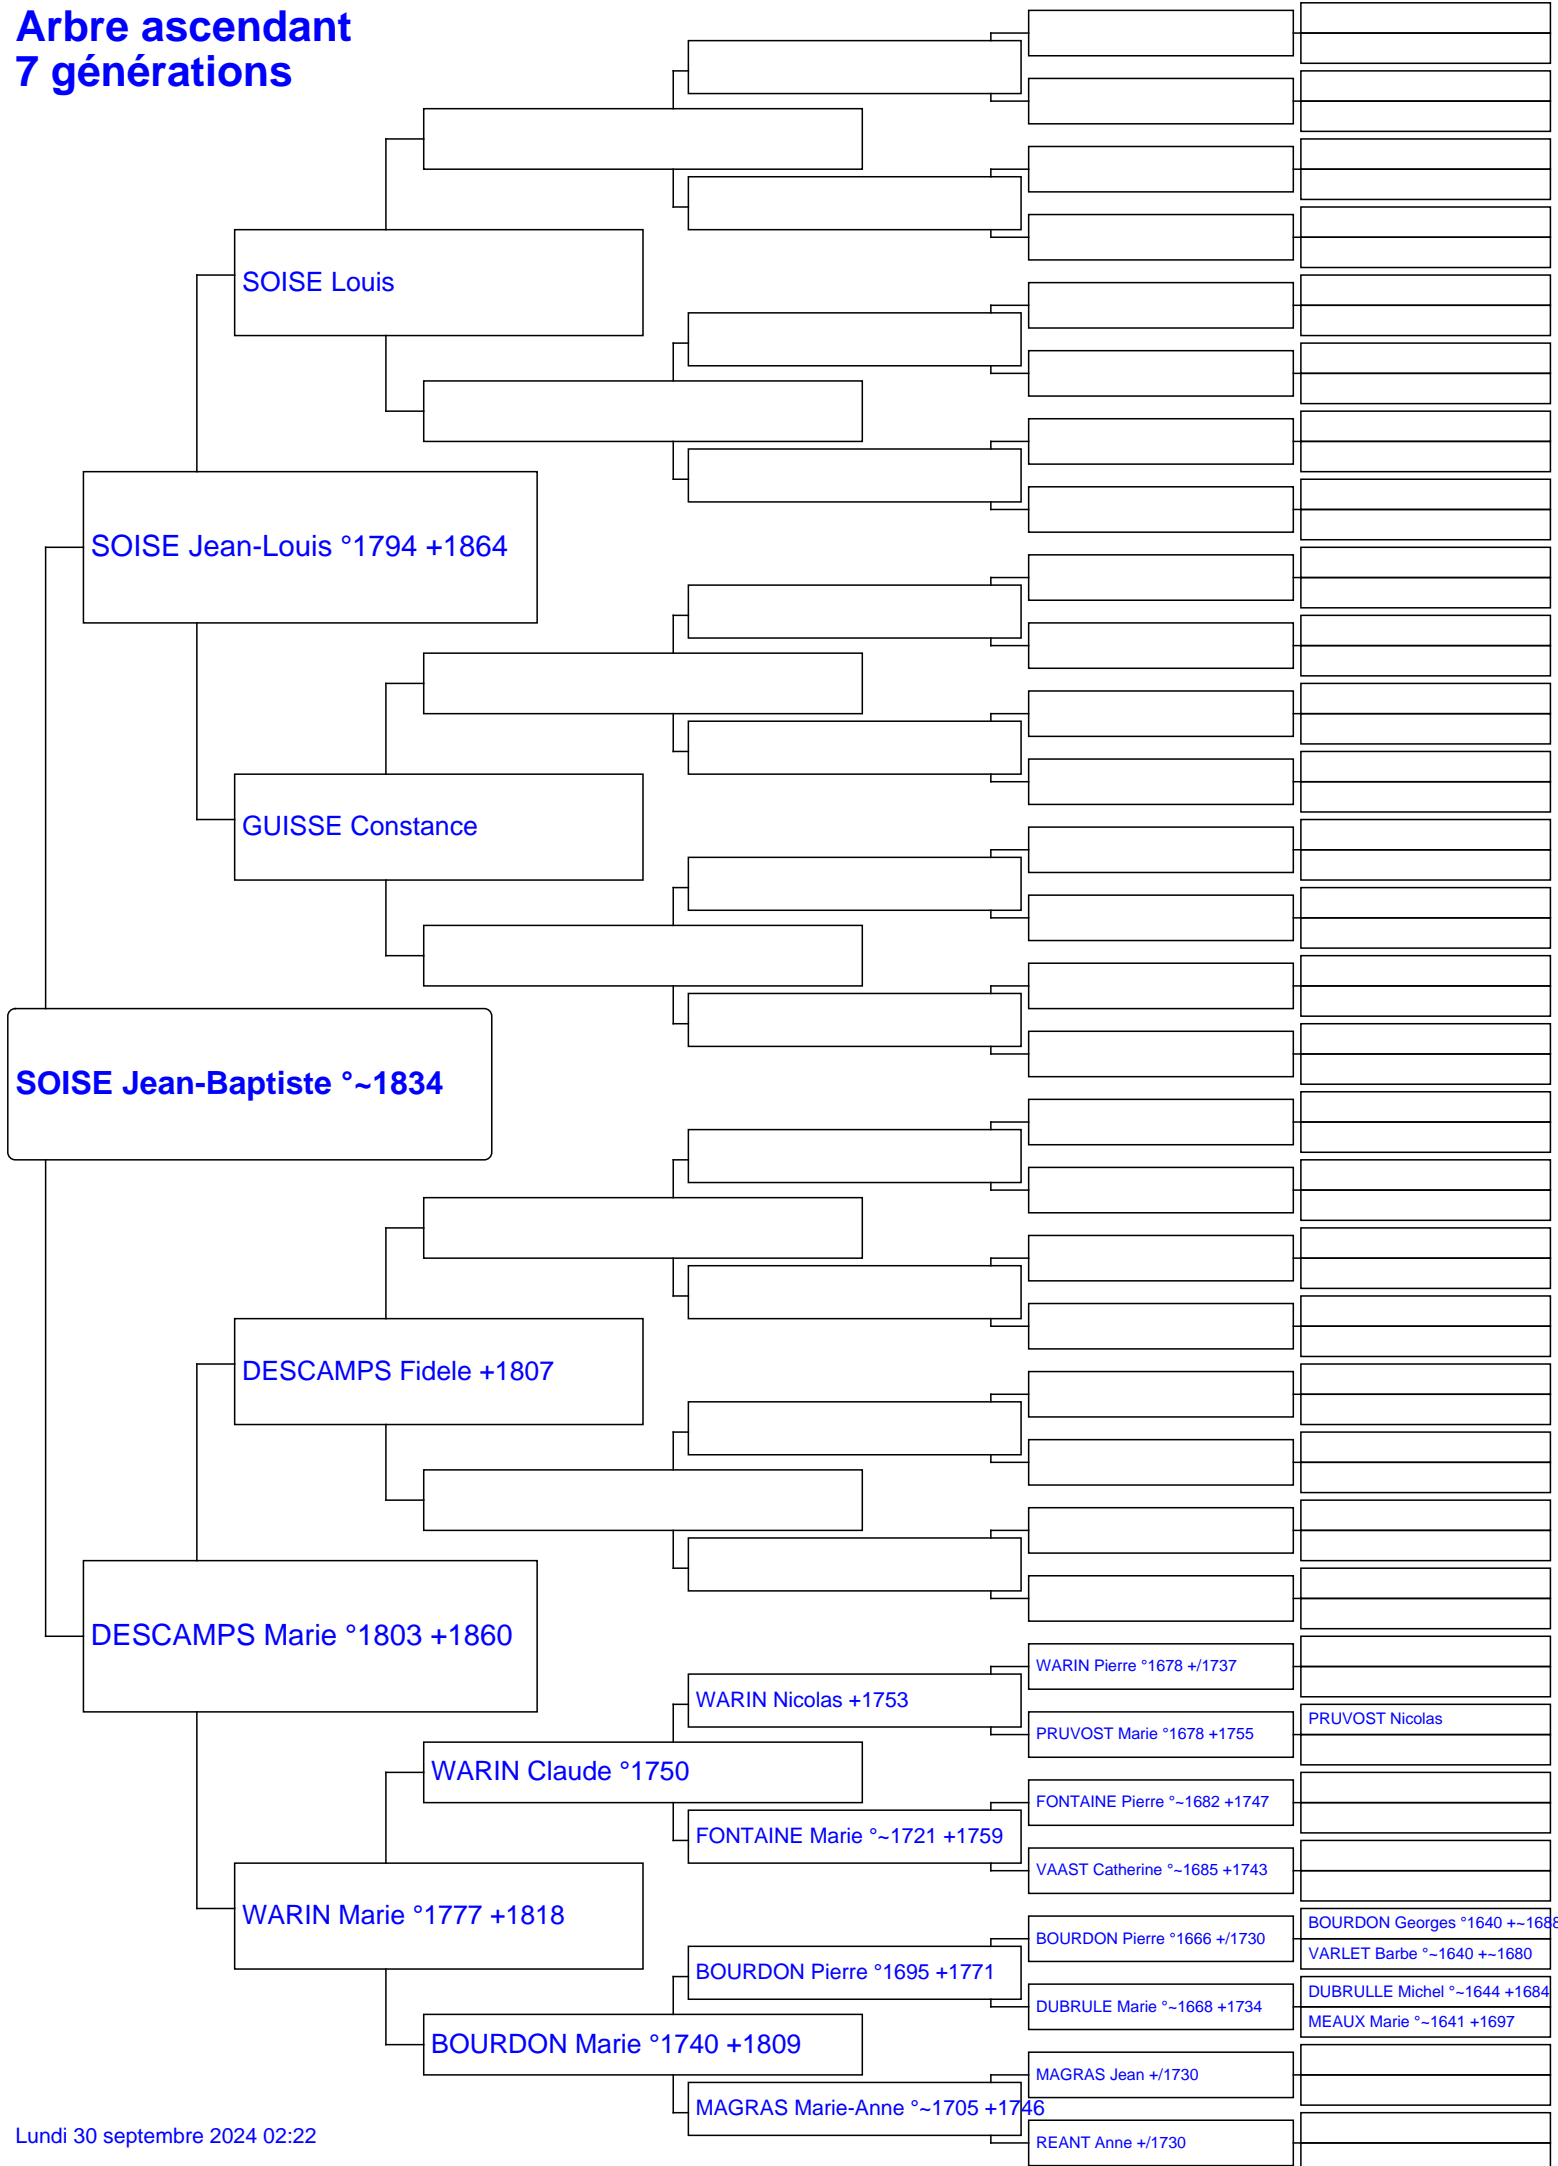 Arbre ascendant
7 générations
SOISE Louis
SOISE Jean-Louis °1794 +1864
GUISSE Constance
SOISE Jean-Baptiste °~1834
DESCAMPS Fidele +1807
DESCAMPS Marie °1803 +1860
WARIN Pierre °1678 +/1737
WARIN Nicolas +1753
PRUVOST Nicolas
PRUVOST Marie °1678 +1755
WARIN Claude °1750
FONTAINE Pierre °~1682 +1747
FONTAINE Marie °~1721 +1759
VAAST Catherine °~1685 +1743
WARIN Marie °1777 +1818
BOURDON Georges °1640 +~1688
BOURDON Pierre °1666 +/1730
VARLET Barbe °~1640 +~1680
BOURDON Pierre °1695 +1771
DUBRULLE Michel °~1644 +1684
DUBRULE Marie °~1668 +1734
MEAUX Marie °~1641 +1697
BOURDON Marie °1740 +1809
MAGRAS Jean +/1730
MAGRAS Marie-Anne °~1705 +1746
REANT Anne +/1730
Lundi 30 septembre 2024 02:22